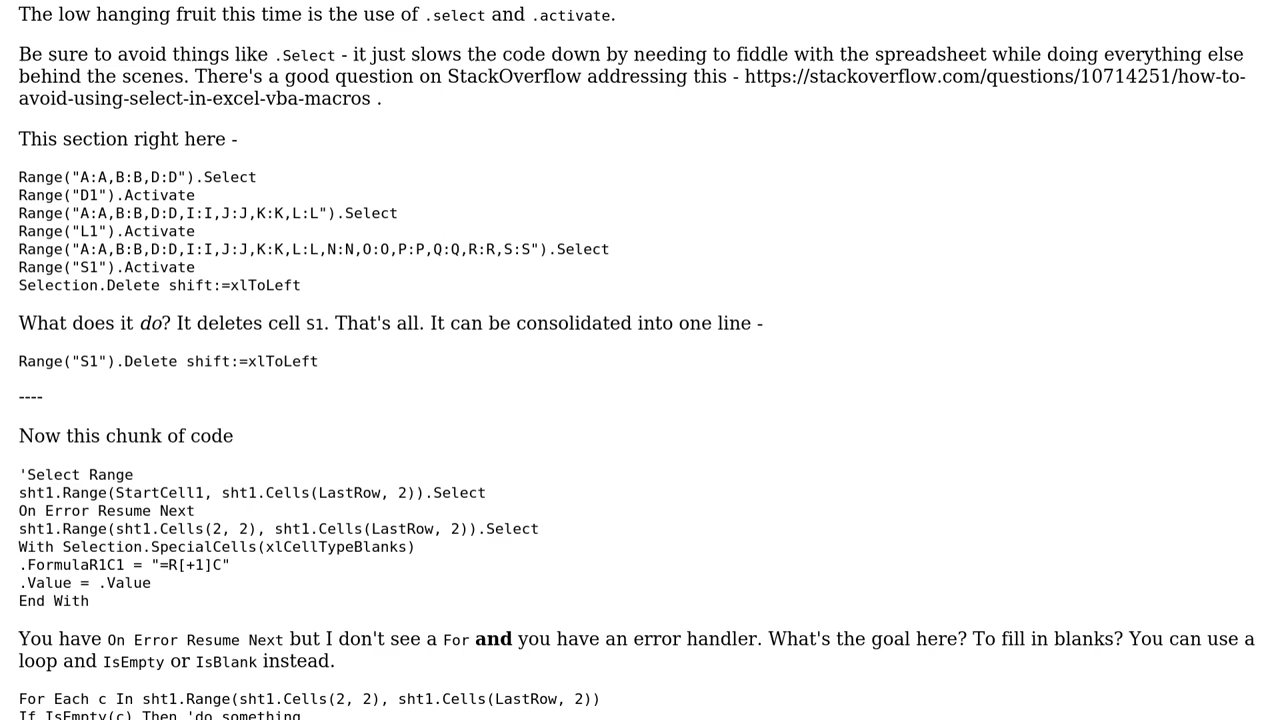 The low hanging fruit this time is the use of .select and .activate.
Be sure to avoid things like .Select - it just slows the code down by needing to fiddle with the spreadsheet while doing everything else
behind the scenes. There's a good question on StackOverflow addressing this - https://stackoverflow.com/questions/10714251/how-to-
avoid-using-select-in-excel-vba-macros .
This section right here -
Range("A:A,B:B,D:D").Select
Range("D1").Activate
Range("A:A,B:B,D:D,I:I,J:J,K:K,L:L").Select
Range("L1").Activate
Range("A:A,B:B,D:D,I:I,J:J,K:K,L:L,N:N,O:O,P:P,Q:Q,R:R,S:S").Select
Range("S1").Activate
Selection.Delete shift:=xlToLeft
What does it do? It deletes cell S1. That's all. It can be consolidated into one line -
Range("S1").Delete shift:=xlToLeft
----
Now this chunk of code
'Select Range
sht1.Range(StartCell1, sht1.Cells(LastRow, 2)).Select
On Error Resume Next
sht1.Range(sht1.Cells(2, 2), sht1.Cells(LastRow, 2)).Select
With Selection.SpecialCells(xlCellTypeBlanks)
.FormulaR1C1 = "=R[+1]C"
.Value = .Value
End With
You have On Error Resume Next but I don't see a For and you have an error handler. What's the goal here? To fill in blanks? You can use a
loop and IsEmpty or IsBlank instead.
For Each c In sht1.Range(sht1.Cells(2, 2), sht1.Cells(LastRow, 2))
If IsEmpty(c) Then 'do something